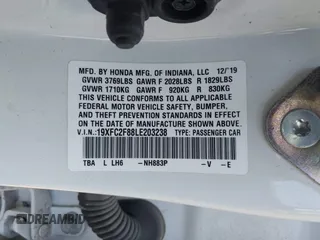 MFD. BY HONDA MFG. OF INDIANA, LLC 12/'19
GVWR 3769LBS GAWR F 2028LBS R 1829LBS
GVWR 1710KG GAWR F 920KG R 830KG
THIS VEHICLE CONFORMS TO ALL APPLICABLE
FEDERAL MOTOR VEHICLE SAFETY, BUMPER,
AND THEFT PREVENTION STANDARDS IN EFFECT
ON THE DATE OF MANUFACTURE SHOWN ABOVE.
V.I.N.: 19XFC2F88LE203238 TYPE: PASSENGER CAR
TBA L LH6 -NH883P -V -E
DREAMBID